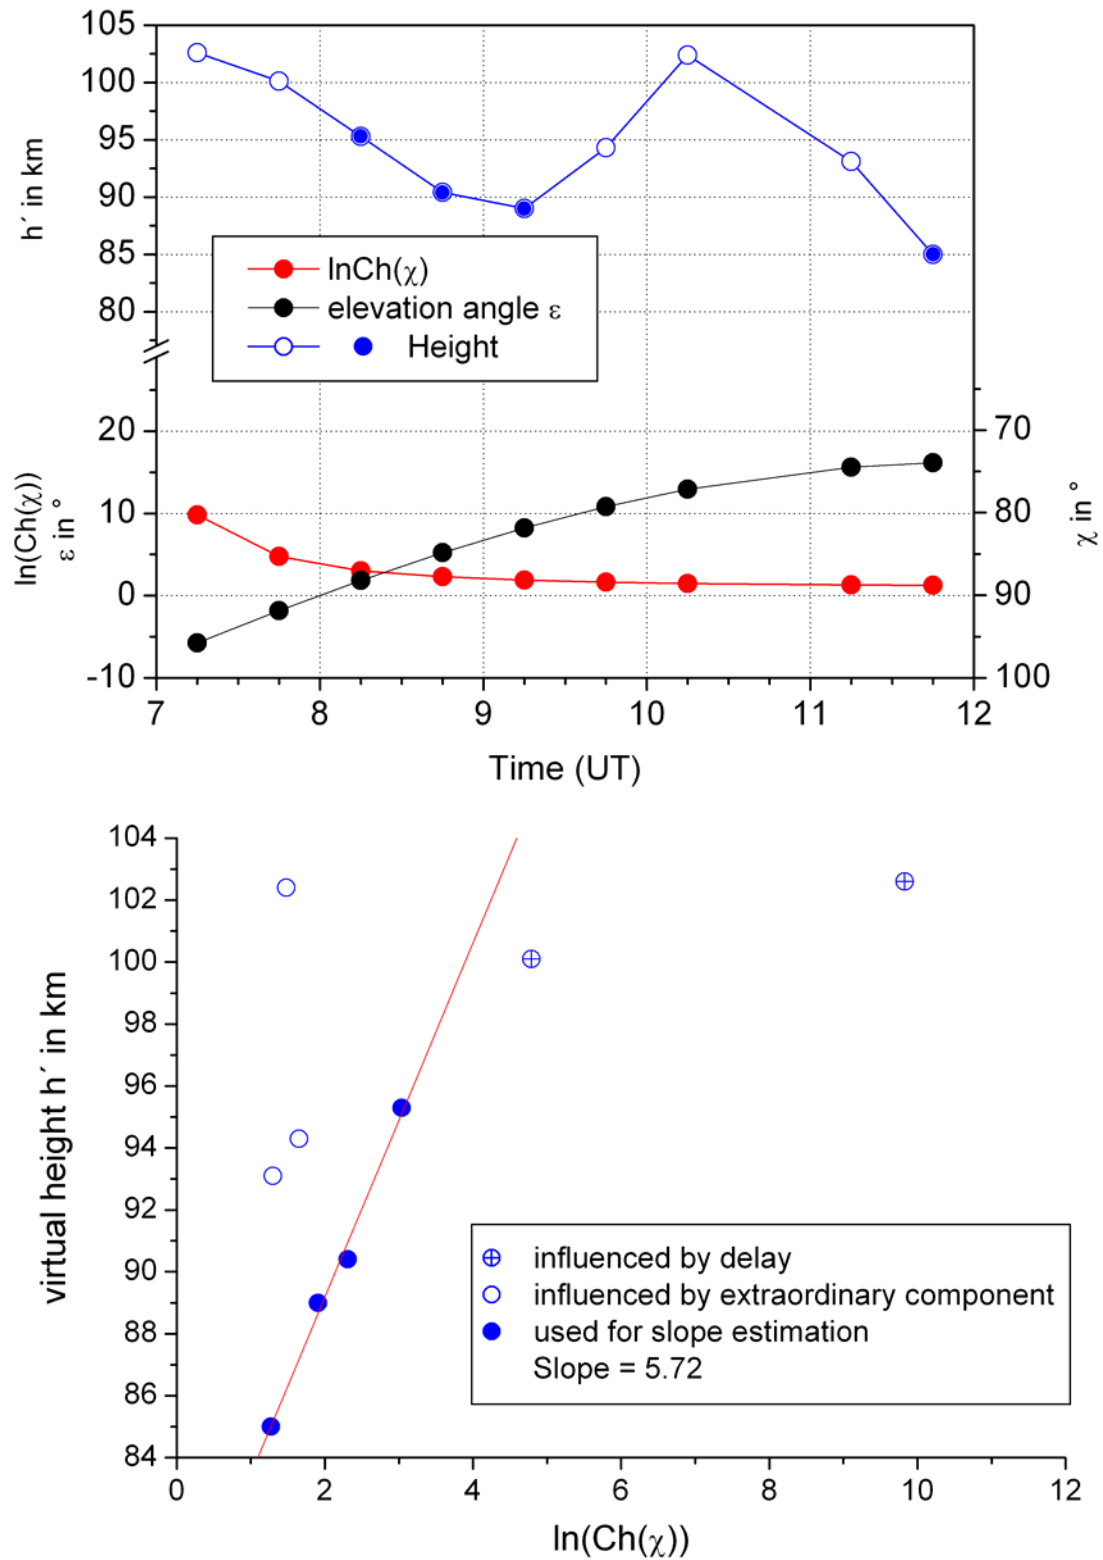 105
100
95
90
85
80
h´ in km
lnCh(χ)
elevation angle ε
Height
20
10
0
-10
ln(Ch(χ))
ε in °
70
80
90
100
χ in °
7 8 9 10 11 12
Time (UT)
104
102
100
98
96
94
92
90
88
86
84
virtual height h´ in km
influenced by delay
influenced by extraordinary component
used for slope estimation
Slope = 5.72
0 2 4 6 8 10 12
ln(Ch(χ))